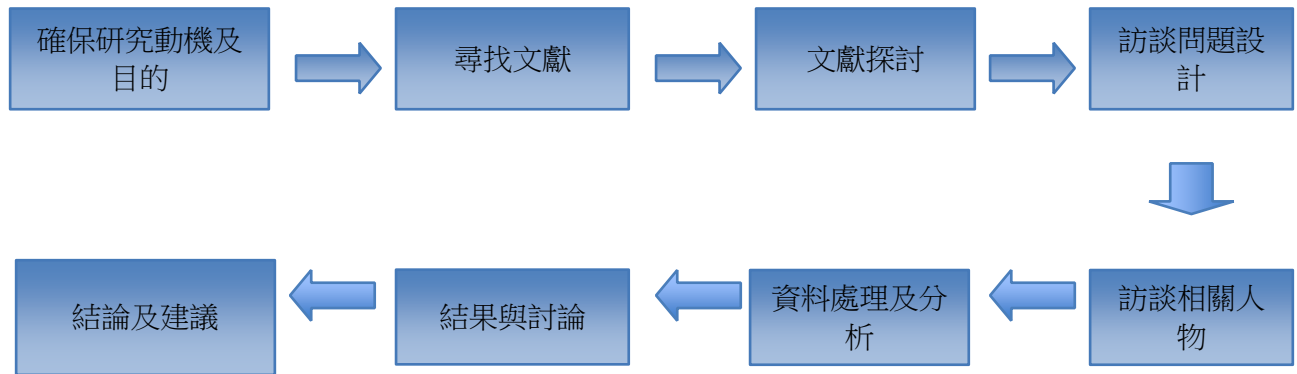 確保研究動機及
目的
尋找文獻
文獻探討
訪談問題設
計
訪談相關人
物
資料處理及分
析
結果與討論
結論及建議